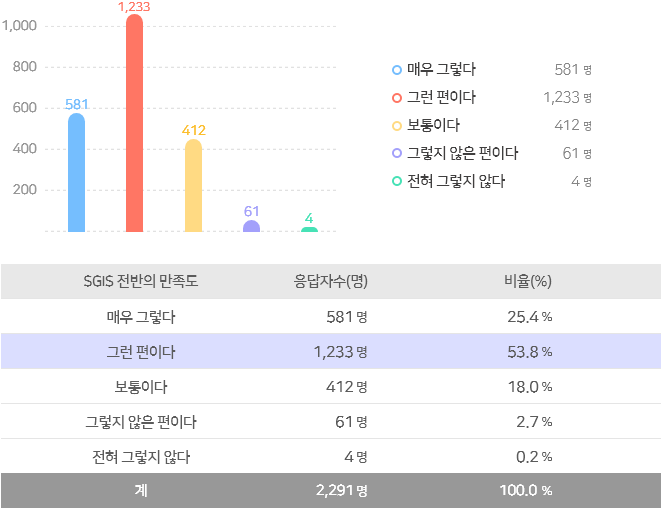 1,233
1,000
800
600
400
200
581
412
61
4
매우 그렇다 581 명
그런 편이다 1,233 명
보통이다 412 명
그렇지 않은 편이다 61 명
전혀 그렇지 않다 4 명
SGIS 전반의 만족도 응답자수(명) 비율(%)
매우 그렇다 581 명 25.4 %
그런 편이다 1,233 명 53.8 %
보통이다 412 명 18.0 %
그렇지 않은 편이다 61 명 2.7 %
전혀 그렇지 않다 4 명 0.2 %
계 2,291 명 100.0 %